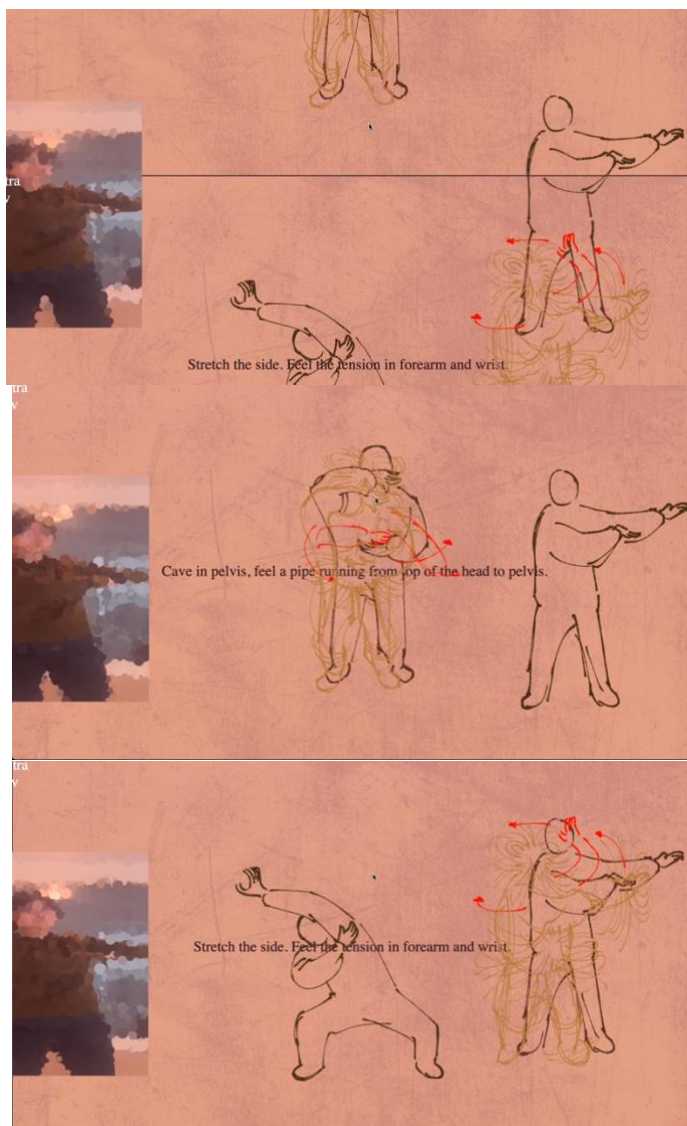 tra
v
Stretch the side. Feel the tension in forearm and wrist.
tra
v
Cave in pelvis, feel a pipe running from top of the head to pelvis.
tra
v
Stretch the side. Feel the tension in forearm and wrist